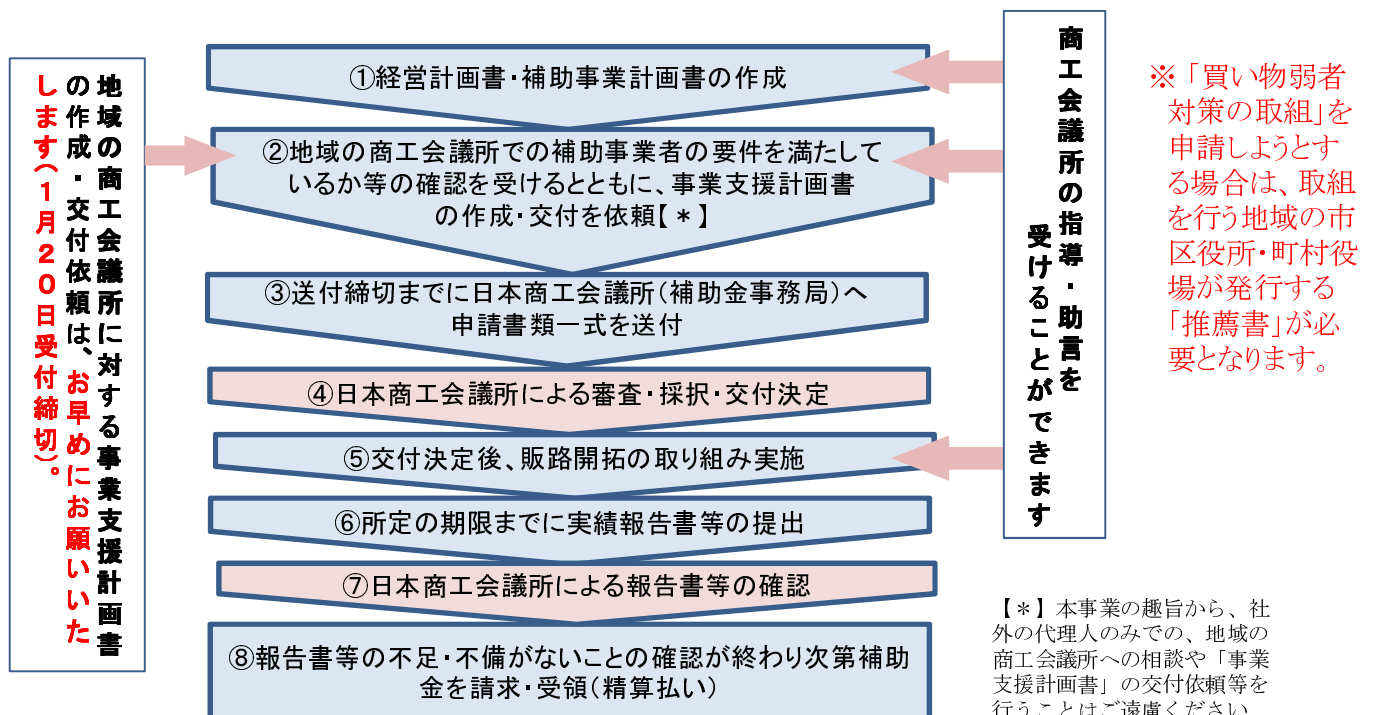 地域の商工会議所に対する事業支援計画書
の作成・交付依頼は、お早めにお願いいた
します(1月20日受付締切)。
①経営計画書・補助事業計画書の作成
②地域の商工会議所での補助事業者の要件を満たして
いるか等の確認を受けるとともに、事業支援計画書
の作成・交付を依頼【*】
③送付締切までに日本商工会議所(補助金事務局)へ
申請書類一式を送付
④日本商工会議所による審査・採択・交付決定
⑤交付決定後、販路開拓の取り組み実施
⑥所定の期限までに実績報告書等の提出
⑦日本商工会議所による報告書等の確認
⑧報告書等の不足・不備がないことの確認が終わり次第補助
金を請求・受領(精算払い)
商工会議所の指導・助言を
受けることができます
※「買い物弱者
対策の取組」を
申請しようとす
る場合は、取組
を行う地域の市
区役所・町村役
場が発行する
「推薦書」が必
要となります。
【*】本事業の趣旨から、社
外の代理人のみでの、地域の
商工会議所への相談や「事業
支援計画書」の交付依頼等を
行うことはご遠慮ください